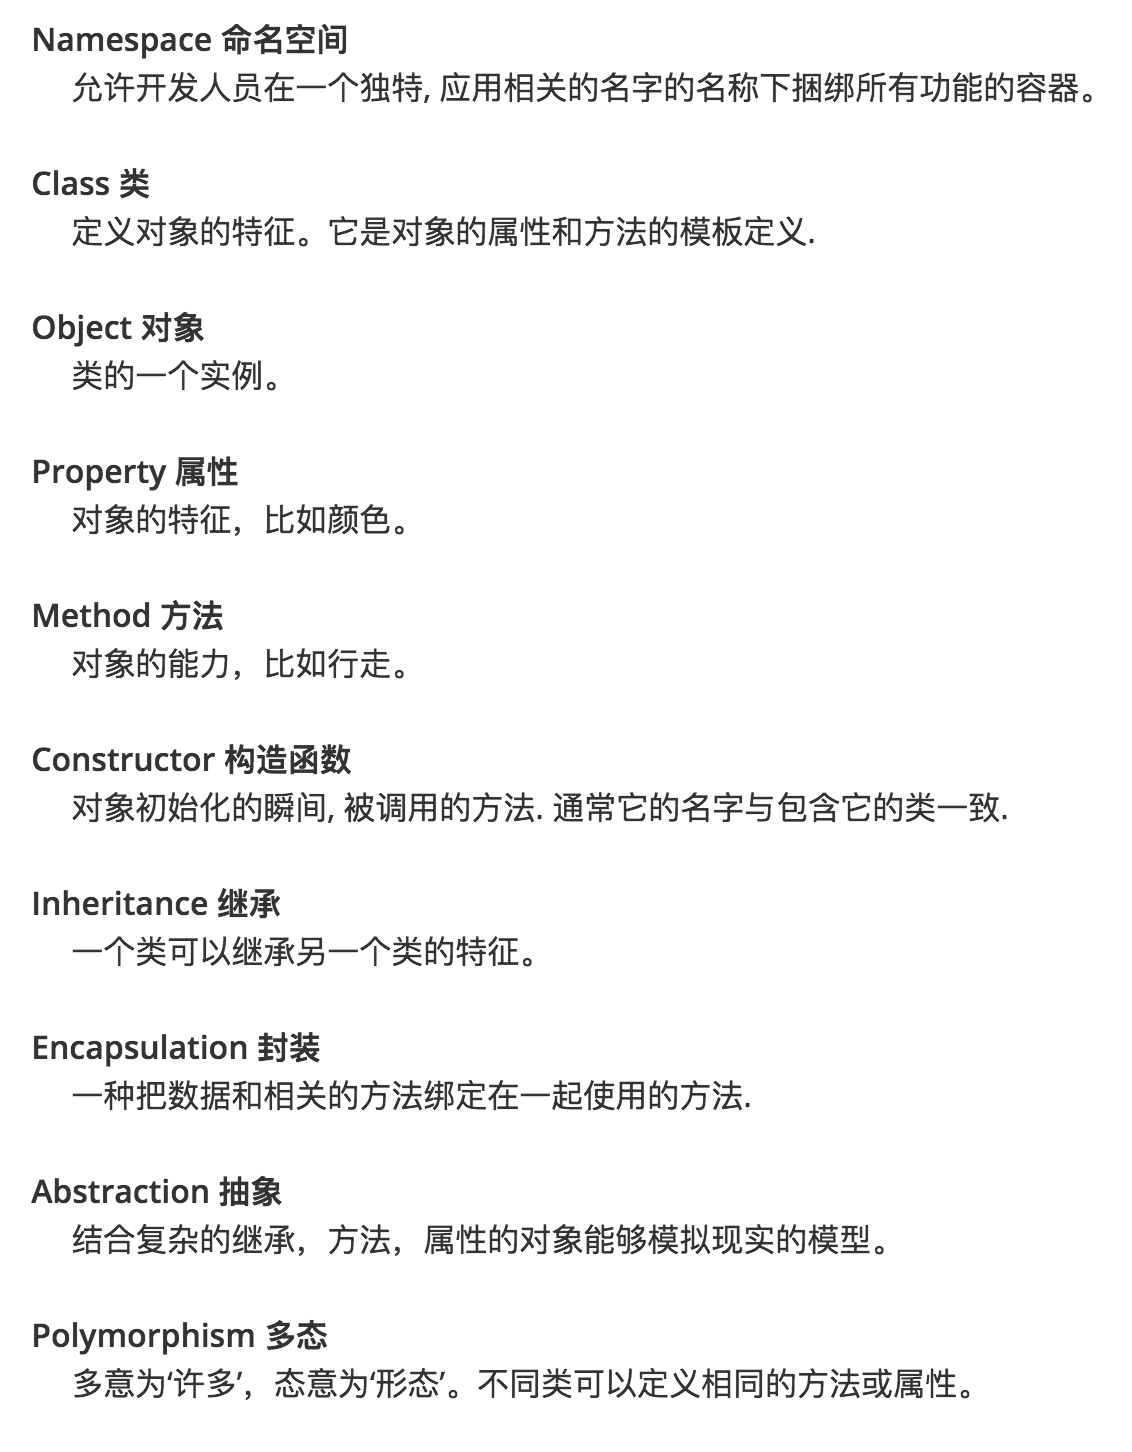 Namespace 命名空间
允许开发人员在一个独特, 应用相关的名字的名称下捆绑所有功能的容器。
Class 类
定义对象的特征。它是对象的属性和方法的模板定义.
Object 对象
类的一个实例。
Property 属性
对象的特征，比如颜色。
Method 方法
对象的能力，比如行走。
Constructor 构造函数
对象初始化的瞬间, 被调用的方法. 通常它的名字与包含它的类一致.
Inheritance 继承
一个类可以继承另一个类的特征。
Encapsulation 封装
一种把数据和相关的方法绑定在一起使用的方法.
Abstraction 抽象
结合复杂的继承，方法，属性的对象能够模拟现实的模型。
Polymorphism 多态
多意为‘许多’，态意为‘形态’。不同类可以定义相同的方法或属性。